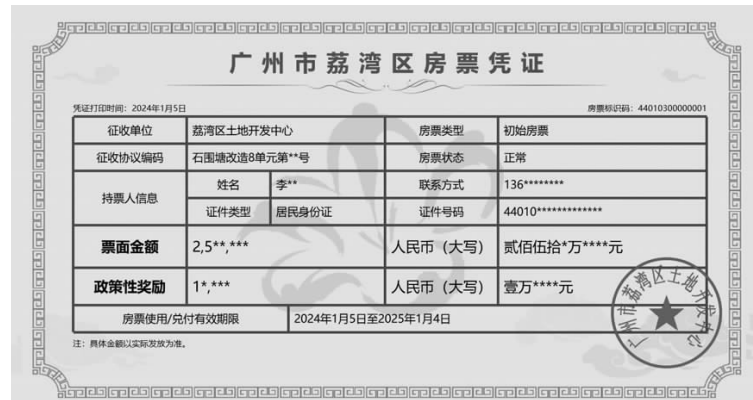 广州市荔湾区房票凭证
凭证打印时间：2024年1月5日 房票标识码：44010300000001
征收单位 荔湾区土地开发中心 房票类型 初始房票
征收协议编码 石围塘改造8单元第**号 房票状态 正常
持票人信息 姓名 李** 联系方式 136********
证件类型 居民身份证 证件号码 44010*************
票面金额 2,5**,*** 人民币（大写） 贰佰伍拾*万****元
政策性奖励 1*,*** 人民币（大写） 壹万****元
房票使用/兑付有效期限 2024年1月5日至2025年1月4日
注：具体金额以实际发放为准。
广州市荔湾区土地开发中心